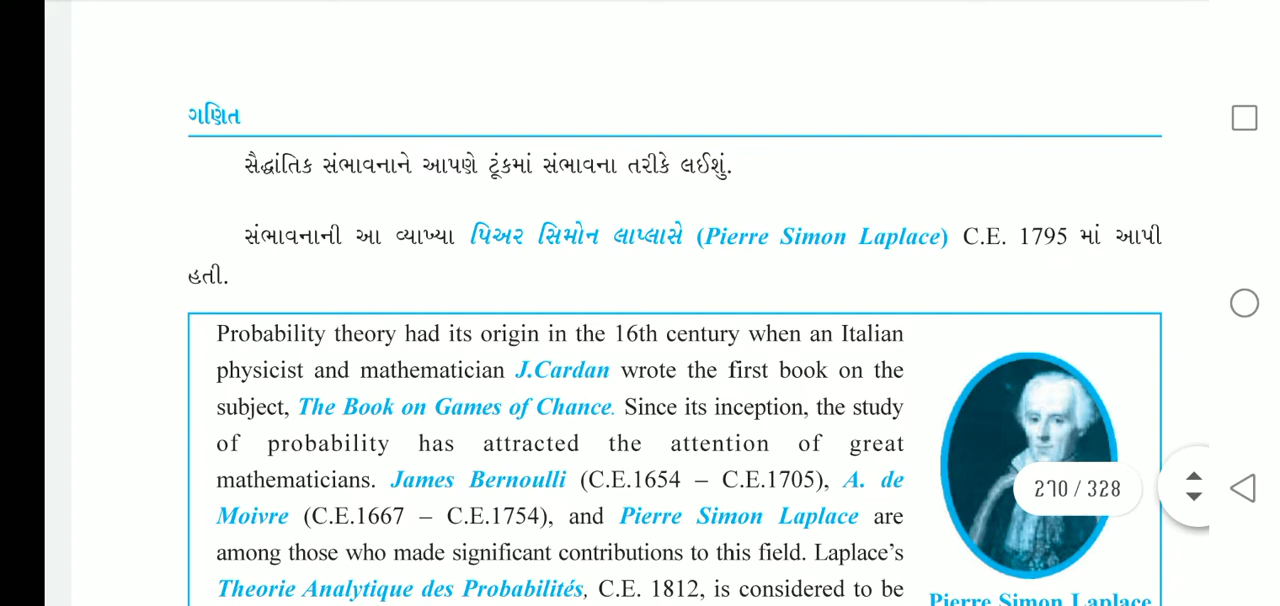 ગણિત
સૈદ્ધાંતિક સંભાવનાને આપણે ટૂંકમાં સંભાવના તરીકે લઈશું.
સંભાવનાની આ વ્યાખ્યા પિઅર સિમોન લાપ્લાસે (Pierre Simon Laplace) C.E. 1795 માં આપી
હતી.
Probability theory had its origin in the 16th century when an Italian
physicist and mathematician J.Cardan wrote the first book on the
subject, The Book on Games of Chance. Since its inception, the study
of probability has attracted the attention of great
mathematicians. James Bernoulli (C.E.1654 – C.E.1705), A. de
Moivre (C.E.1667 – C.E.1754), and Pierre Simon Laplace are
among those who made significant contributions to this field. Laplace's
Theorie Analytique des Probabilités, C.E. 1812, is considered to be
270 / 328
Pierre Simon Laplace